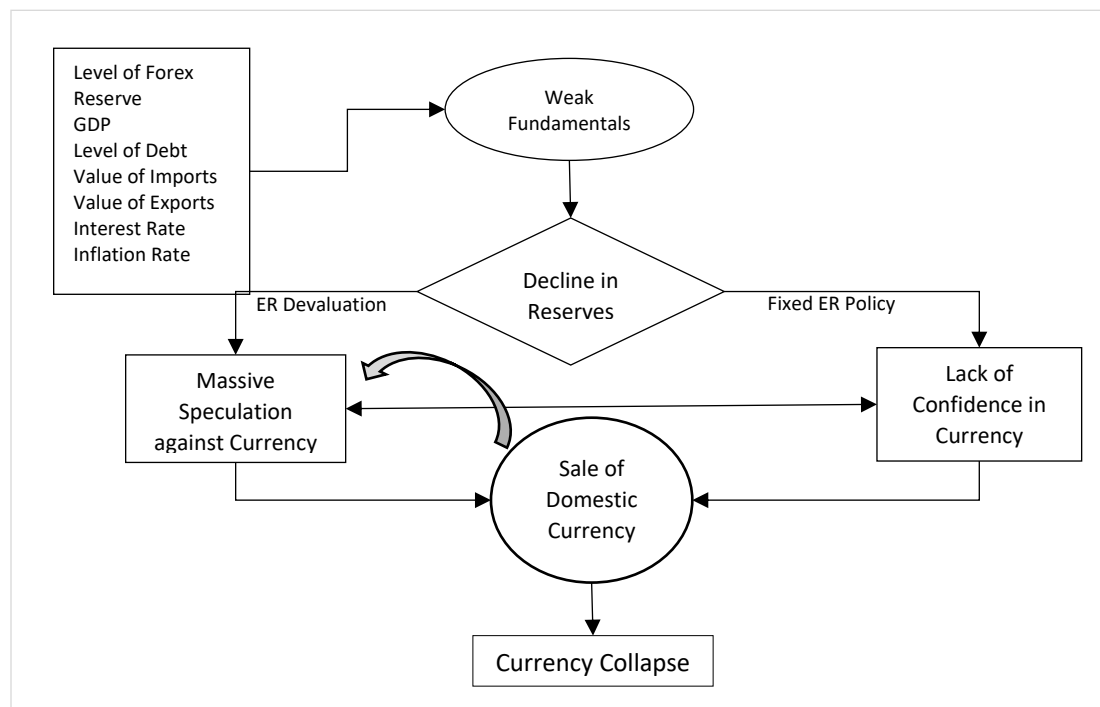 Level of Forex
Reserve
GDP
Level of Debt
Value of Imports
Value of Exports
Interest Rate
Inflation Rate
Weak
Fundamentals
Decline in
Reserves
ER Devaluation
Fixed ER Policy
Massive
Speculation
against Currency
Lack of
Confidence in
Currency
Sale of
Domestic
Currency
Currency Collapse